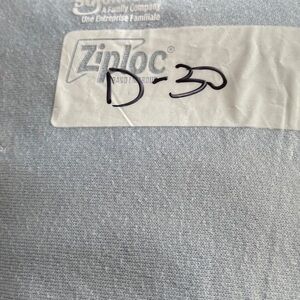 A Family Company
Une Entreprise Familiale
Ziploc®
D-30